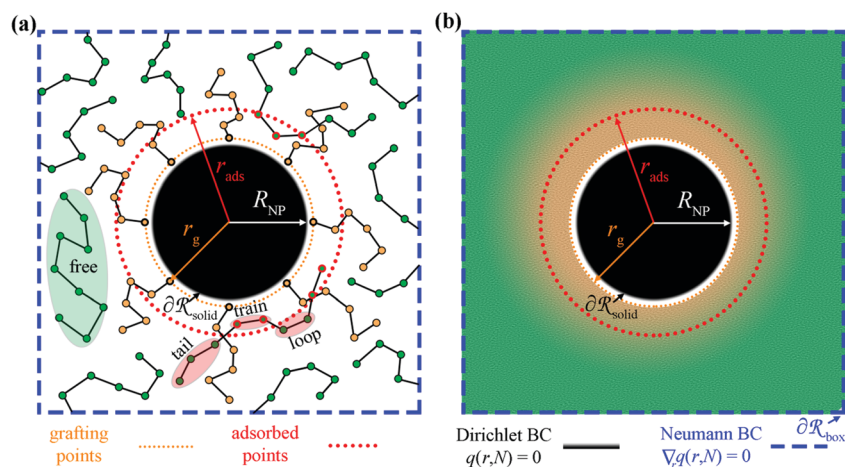 (a)
(b)
r_ads
R_NP
r_g
free
∂ℛ_solid
train
tail
loop
r_ads
R_NP
r_g
∂ℛ_solid
grafting
points
adsorbed
points
Dirichlet BC
q(r,N) = 0
Neumann BC
∇_r q(r,N) = 0
∂ℛ_box